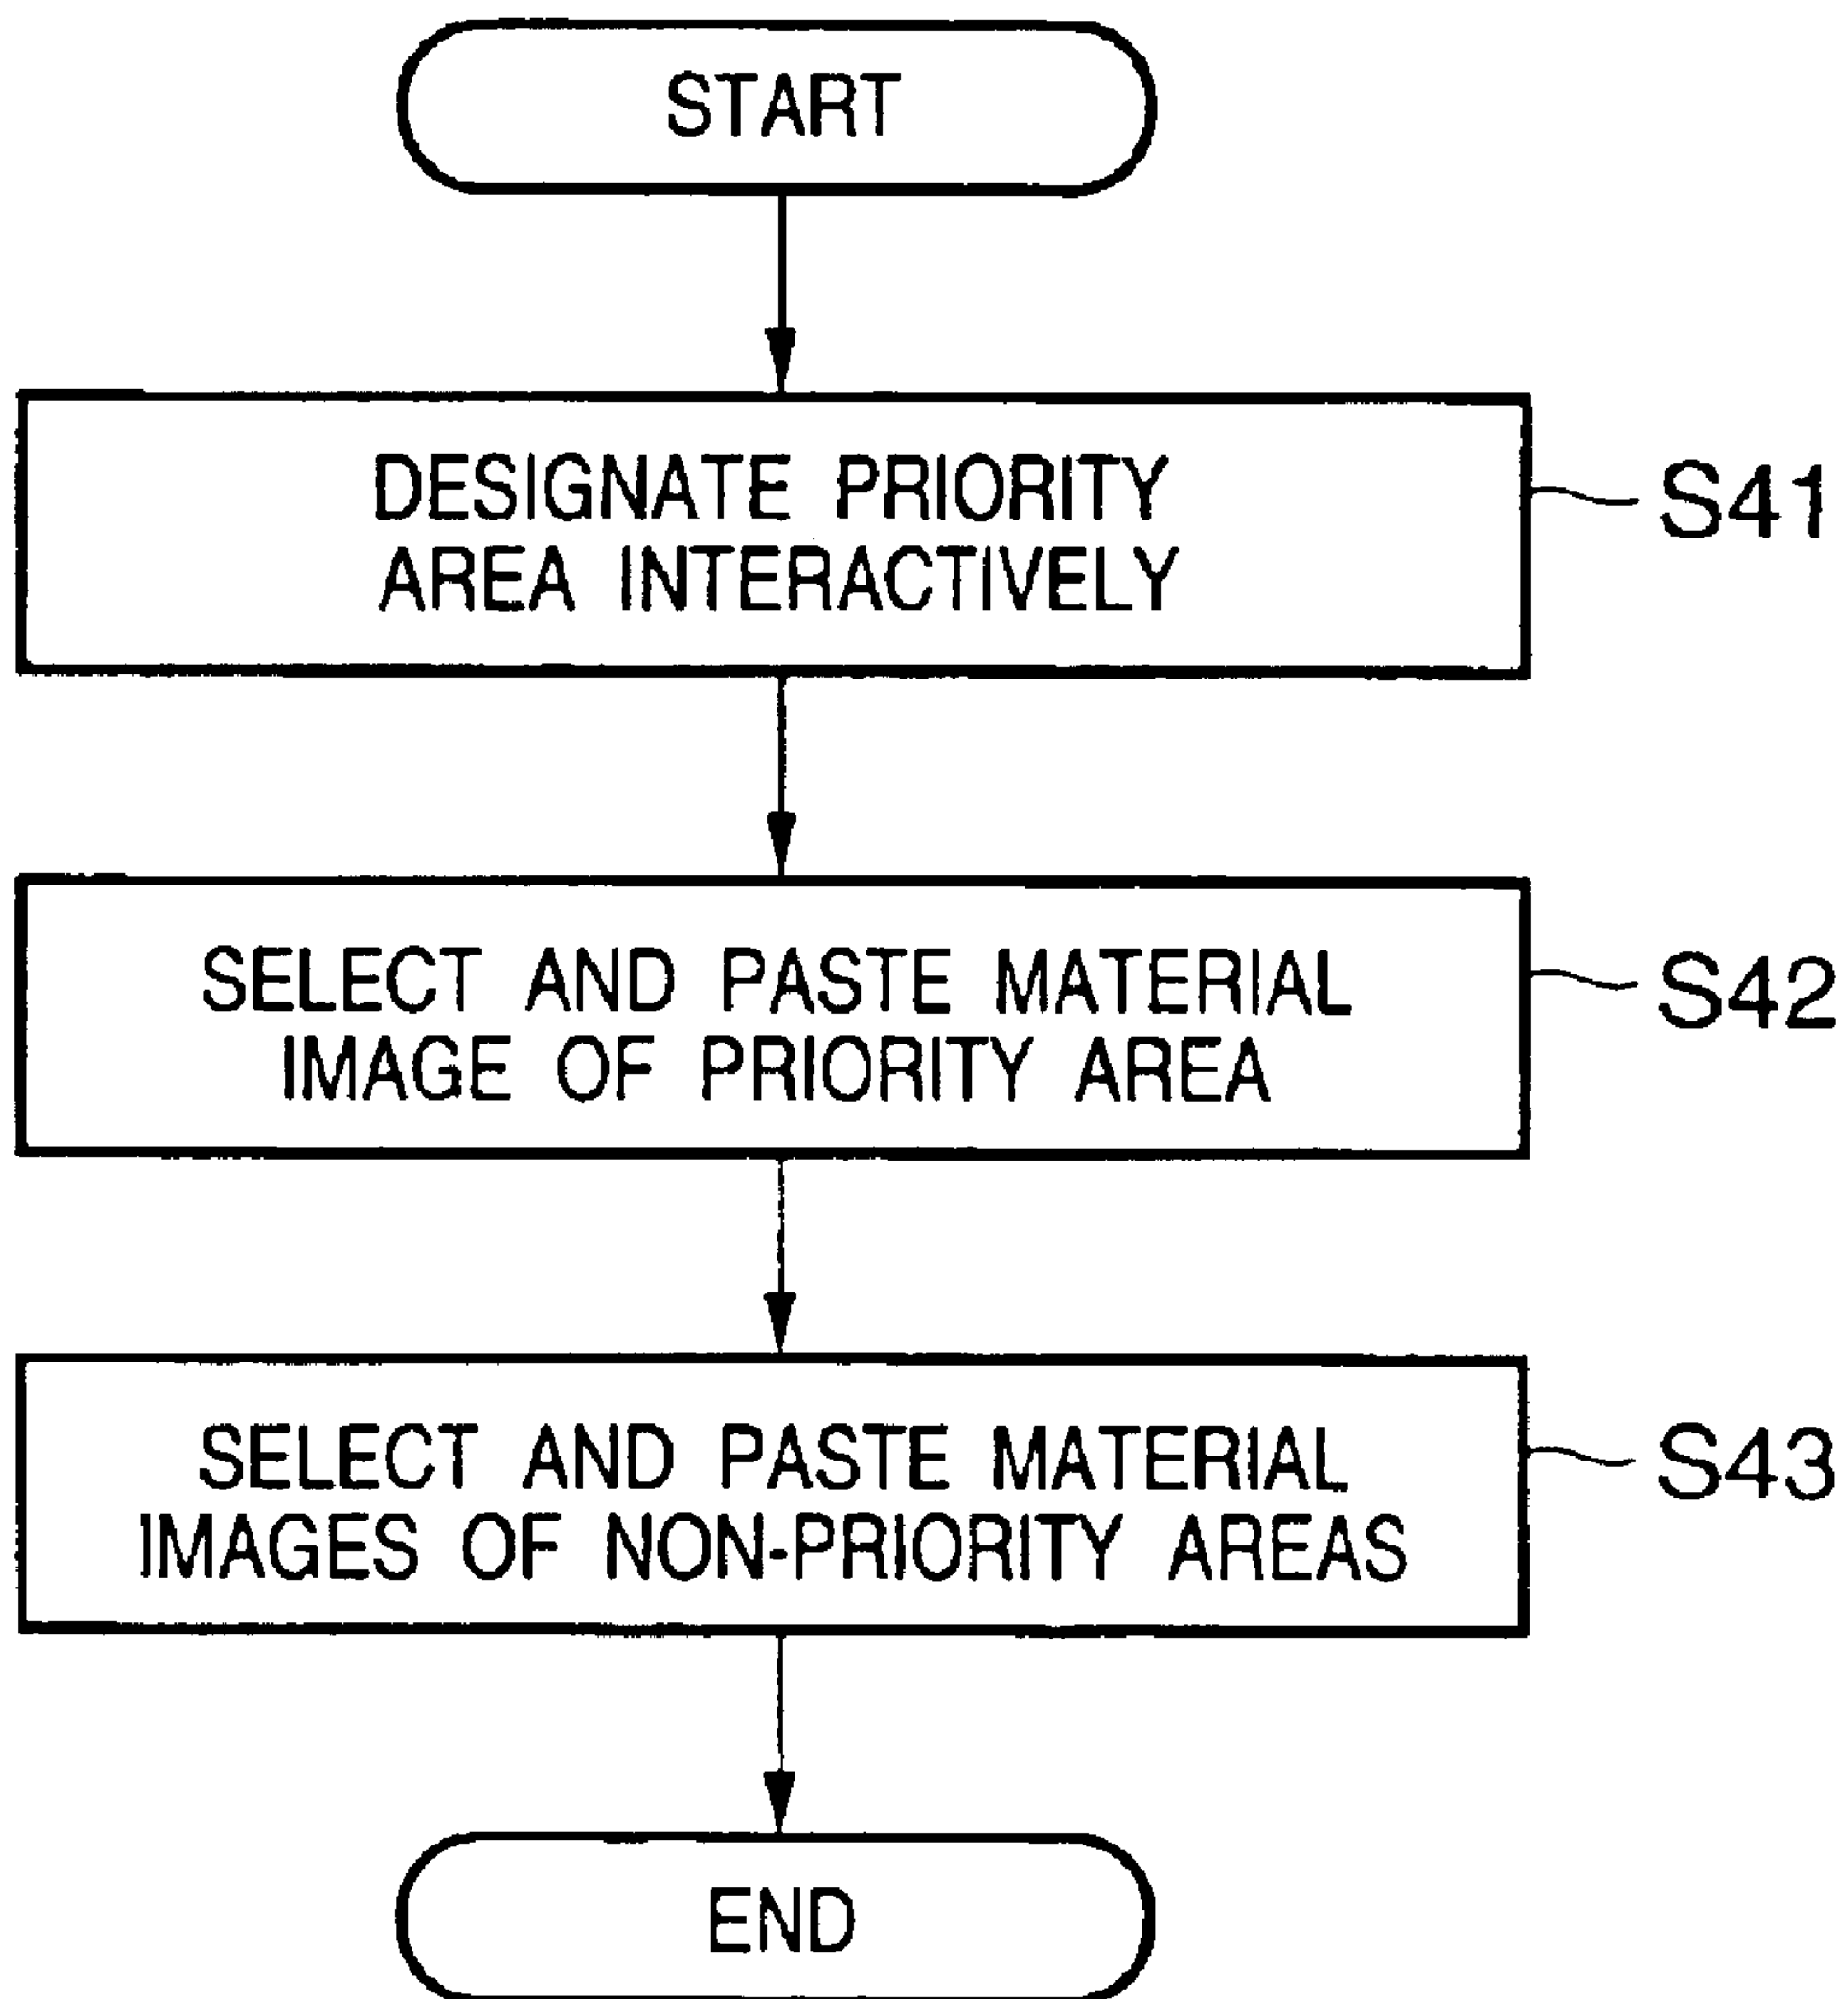 START
DESIGNATE PRIORITY
AREA INTERACTIVELY
S41
SELECT AND PASTE MATERIAL
IMAGE OF PRIORITY AREA
S42
SELECT AND PASTE MATERIAL
IMAGES OF NON-PRIORITY AREAS
S43
END